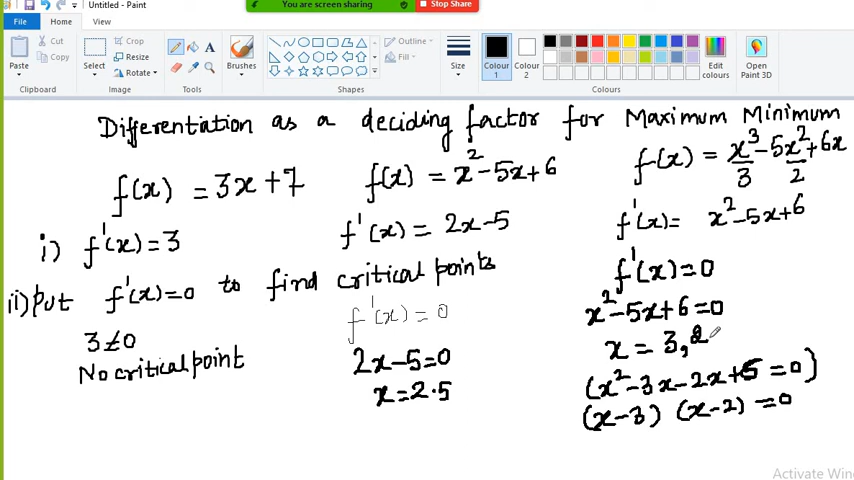 Untitled - Paint
You are screen sharing
Stop Share
File
Home
View
Cut
Copy
Paste
Clipboard
Crop
Resize
Rotate
Select
Image
Tools
Brushes
Outline
Fill
Shapes
Size
Colour 1
Colour 2
Edit colours
Colours
Open Paint 3D
Differentation as a deciding factor for Maximum Minimum
f(x) = 3x+7
i) f'(x)=3
ii) put f'(x)=0 to find critical points
3≠0
No critical point
f(x) = x²-5x+6
f'(x) = 2x-5
f'(x) = 0
2x-5=0
x=2.5
f(x) = x³/3 - 5x²/2 + 6x
f'(x) = x²-5x+6
f'(x)=0
x²-5x+6=0
x = 3,2
(x²-3x-2x+5=0)
(x-3) (x-2) =0
Activate Win